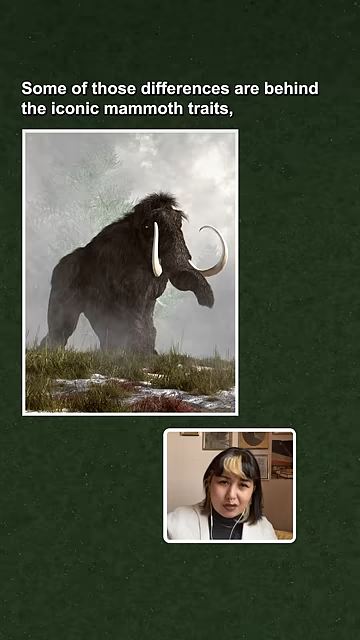 Some of those differences are behind
the iconic mammoth traits,